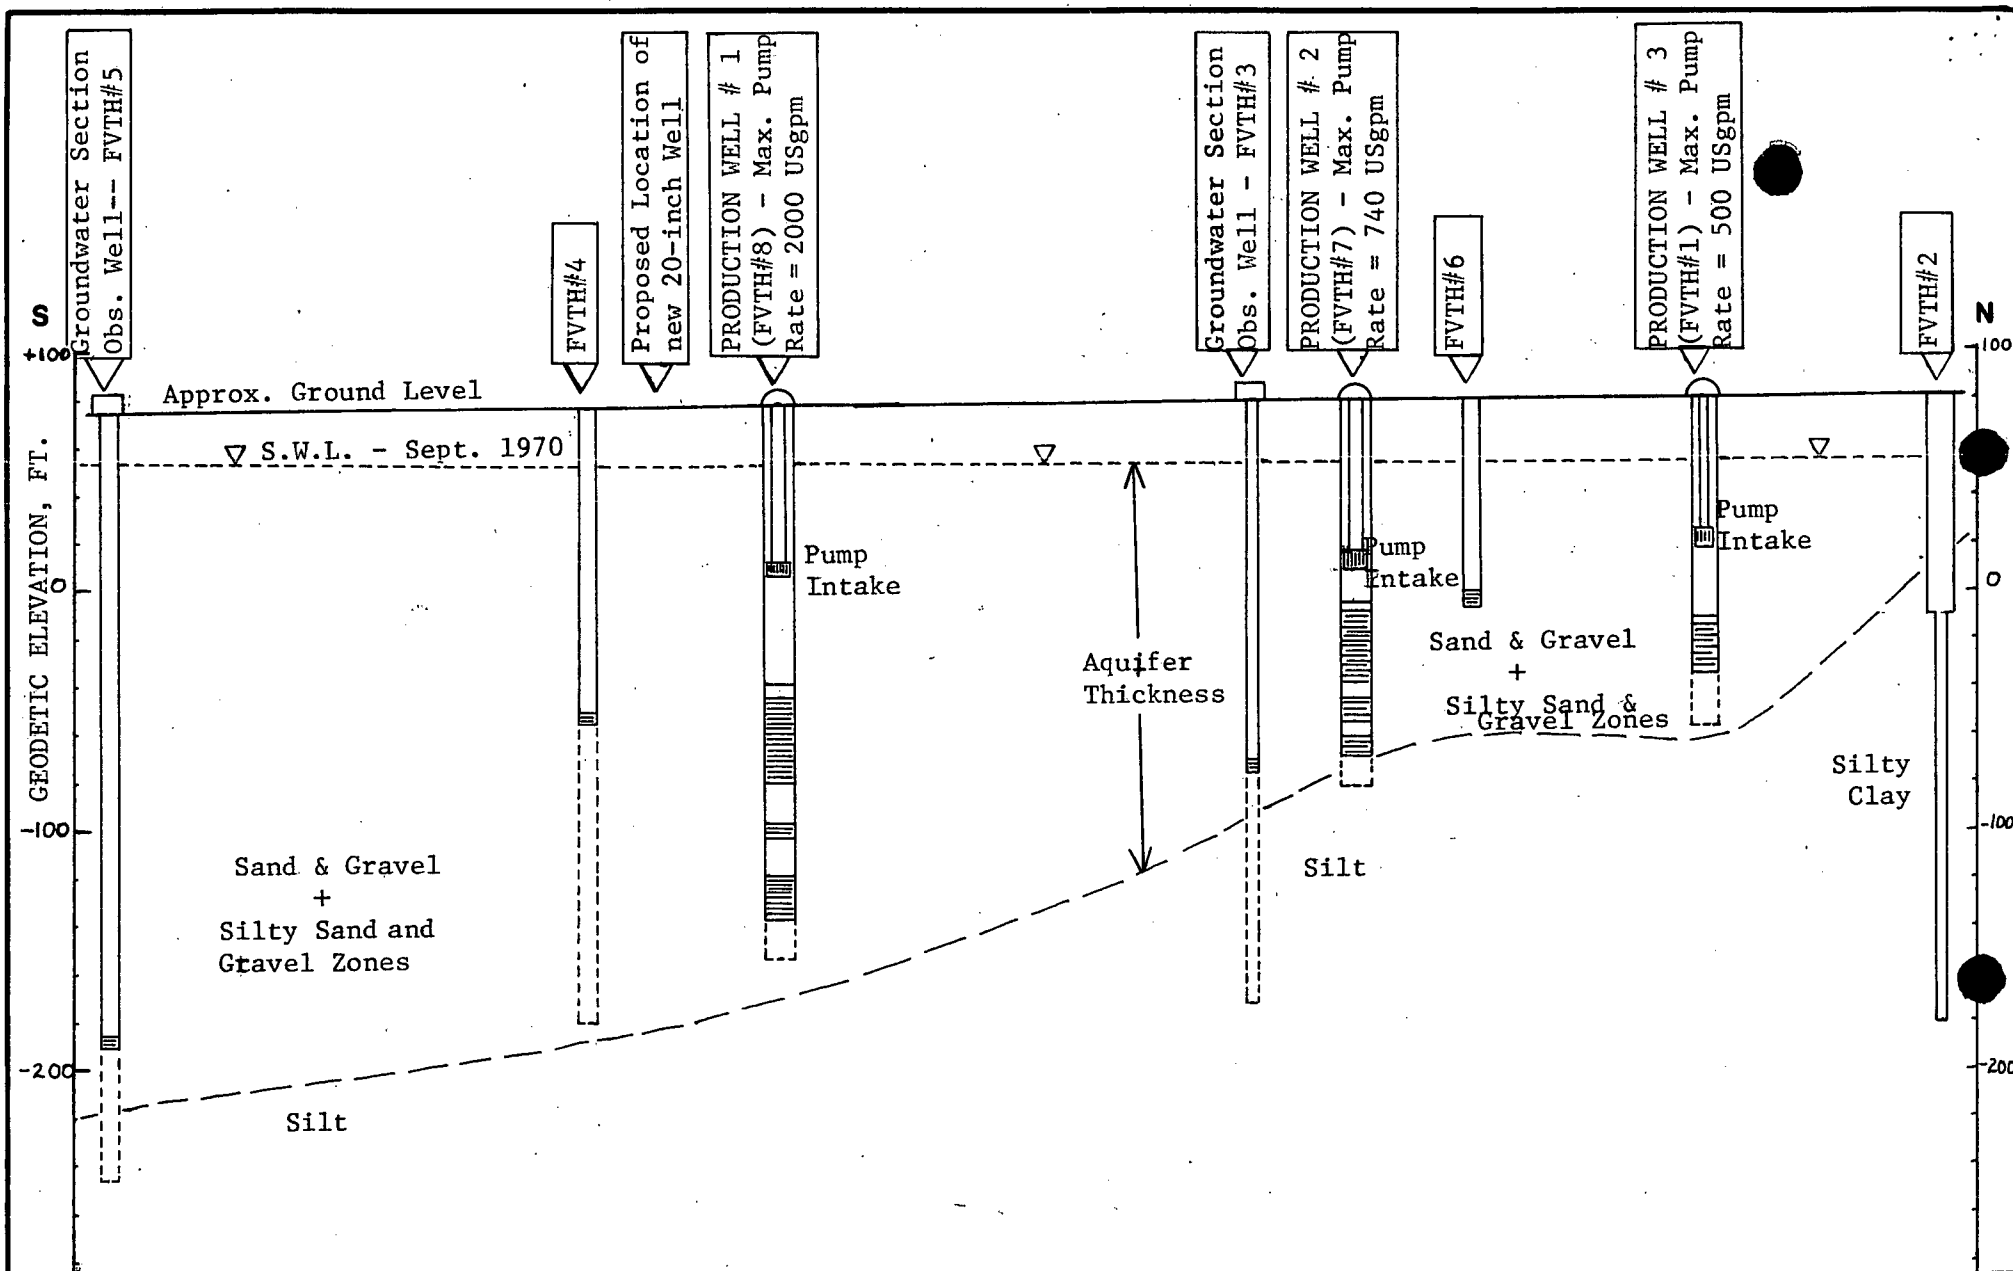 Groundwater Section
Obs. Well-- FVTH#5
FVTH#4
Proposed Location of
new 20-inch Well
PRODUCTION WELL # 1
(FVTH#8) - Max. Pump
Rate = 2000 USgpm
Groundwater Section
Obs. Well - FVTH#3
PRODUCTION WELL # 2
(FVTH#7) - Max. Pump
Rate = 740 USgpm
FVTH#6
PRODUCTION WELL # 3
(FVTH#1) - Max. Pump
Rate = 500 USgpm
FVTH#2
S
N
+100
100
Approx. Ground Level
S.W.L. - Sept. 1970
GEODETIC ELEVATION, FT.
Pump
Intake
Pump
Intake
Pump
Intake
0
0
Aquifer
Thickness
Sand & Gravel
+
Silty Sand &
Gravel Zones
Silty
Clay
-100
-100
Sand & Gravel
+
Silty Sand and
Gravel Zones
Silt
-200
-200
Silt